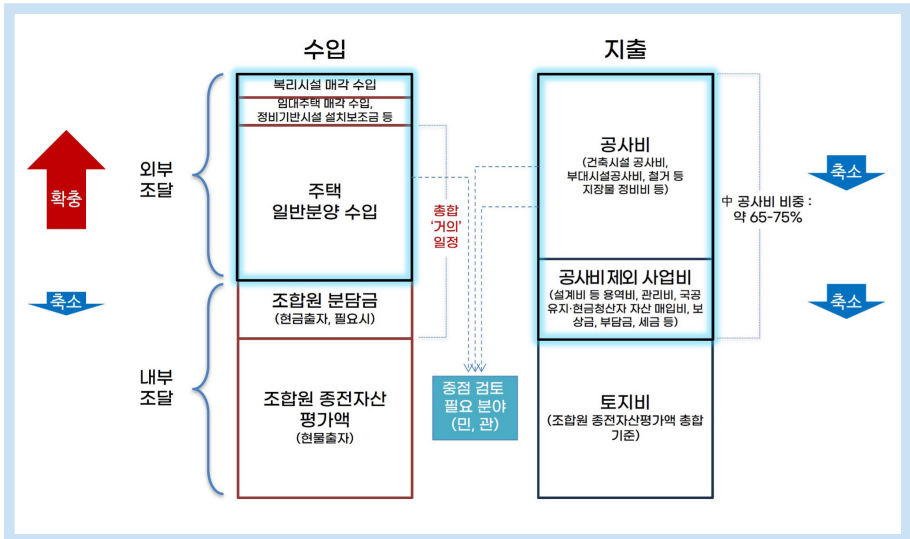 수입
지출
복리시설 매각 수입
임대주택 매각 수입,
정비기반시설 설치보조금 등
주택
일반분양 수입
조합원 분담금
(현금출자, 필요시)
조합원 종전자산
평가액
(현물출자)
외부
조달
내부
조달
확충
축소
총합
‘거의’
일정
중점 검토
필요 분야
(민, 관)
공사비
(건축시설 공사비,
부대시설공사비, 철거 등
지장물 정비비 등)
공사비 제외 사업비
(설계비 등 용역비, 관리비, 국공
유지·현금청산자 자산 매입비, 보
상금, 부담금, 세금 등)
토지비
(조합원 종전자산평가액 총합
기준)
中 공사비 비중 :
약 65-75%
축소
축소